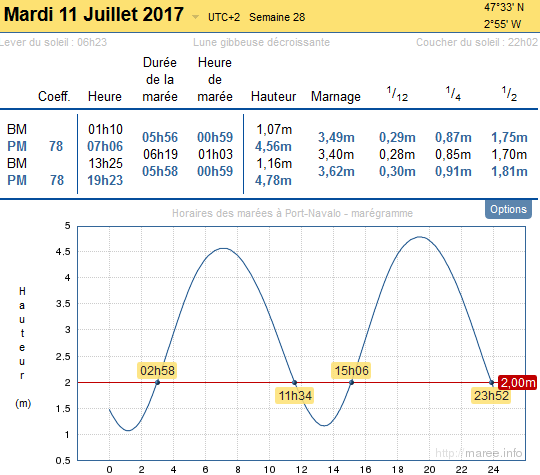 Mardi 11 Juillet 2017 UTC+2 Semaine 28 47°33' N
2°55' W
Lever du soleil : 06h23 Lune gibbeuse décroissante Coucher du soleil : 22h02
Durée Heure
de la de
Coeff. Heure marée marée Hauteur Marnage 1/12 1/4 1/2
BM 01h10 1,07m
05h56 00h59 3,49m 0,29m 0,87m 1,75m
PM 78 07h06 4,56m
06h19 01h03 3,40m 0,28m 0,85m 1,70m
BM 13h25 1,16m
05h58 00h59 3,62m 0,30m 0,91m 1,81m
PM 78 19h23 4,78m
Options
Horaires des marées à Port-Navalo - marégramme
5
4.5
4
3.5
3
2.5
2
1.5
1
0.5
Hauteur
(m)
02h58
15h06
2,00m
11h34
23h52
http://maree.info
0 2 4 6 8 10 12 14 16 18 20 22 24